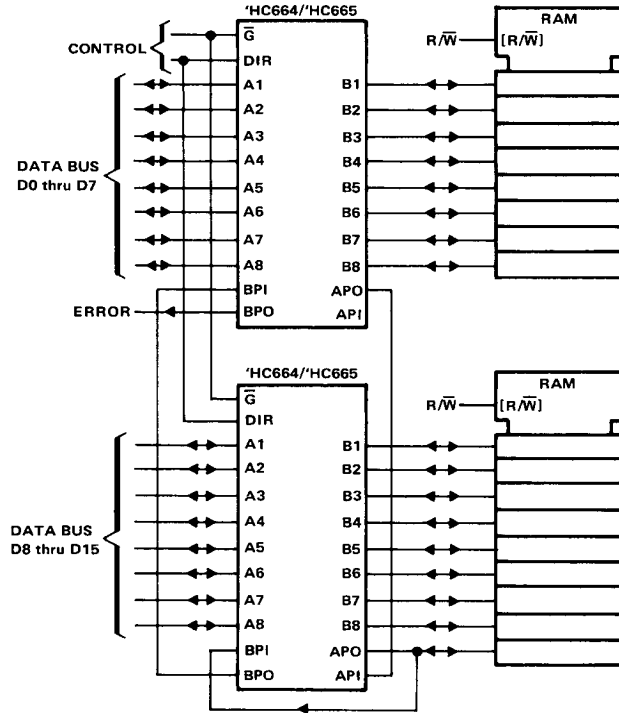 'HC664/'HC665
CONTROL
G̅
DIR
R/W̅
RAM
[R/W̅]
A1
B1
A2
B2
A3
B3
DATA BUS
D0 thru D7
A4
B4
A5
B5
A6
B6
A7
B7
A8
B8
BPI
APO
ERROR
BPO
API
'HC664/'HC665
G̅
DIR
R/W̅
RAM
[R/W̅]
A1
B1
A2
B2
A3
B3
DATA BUS
D8 thru D15
A4
B4
A5
B5
A6
B6
A7
B7
A8
B8
BPI
APO
BPO
API